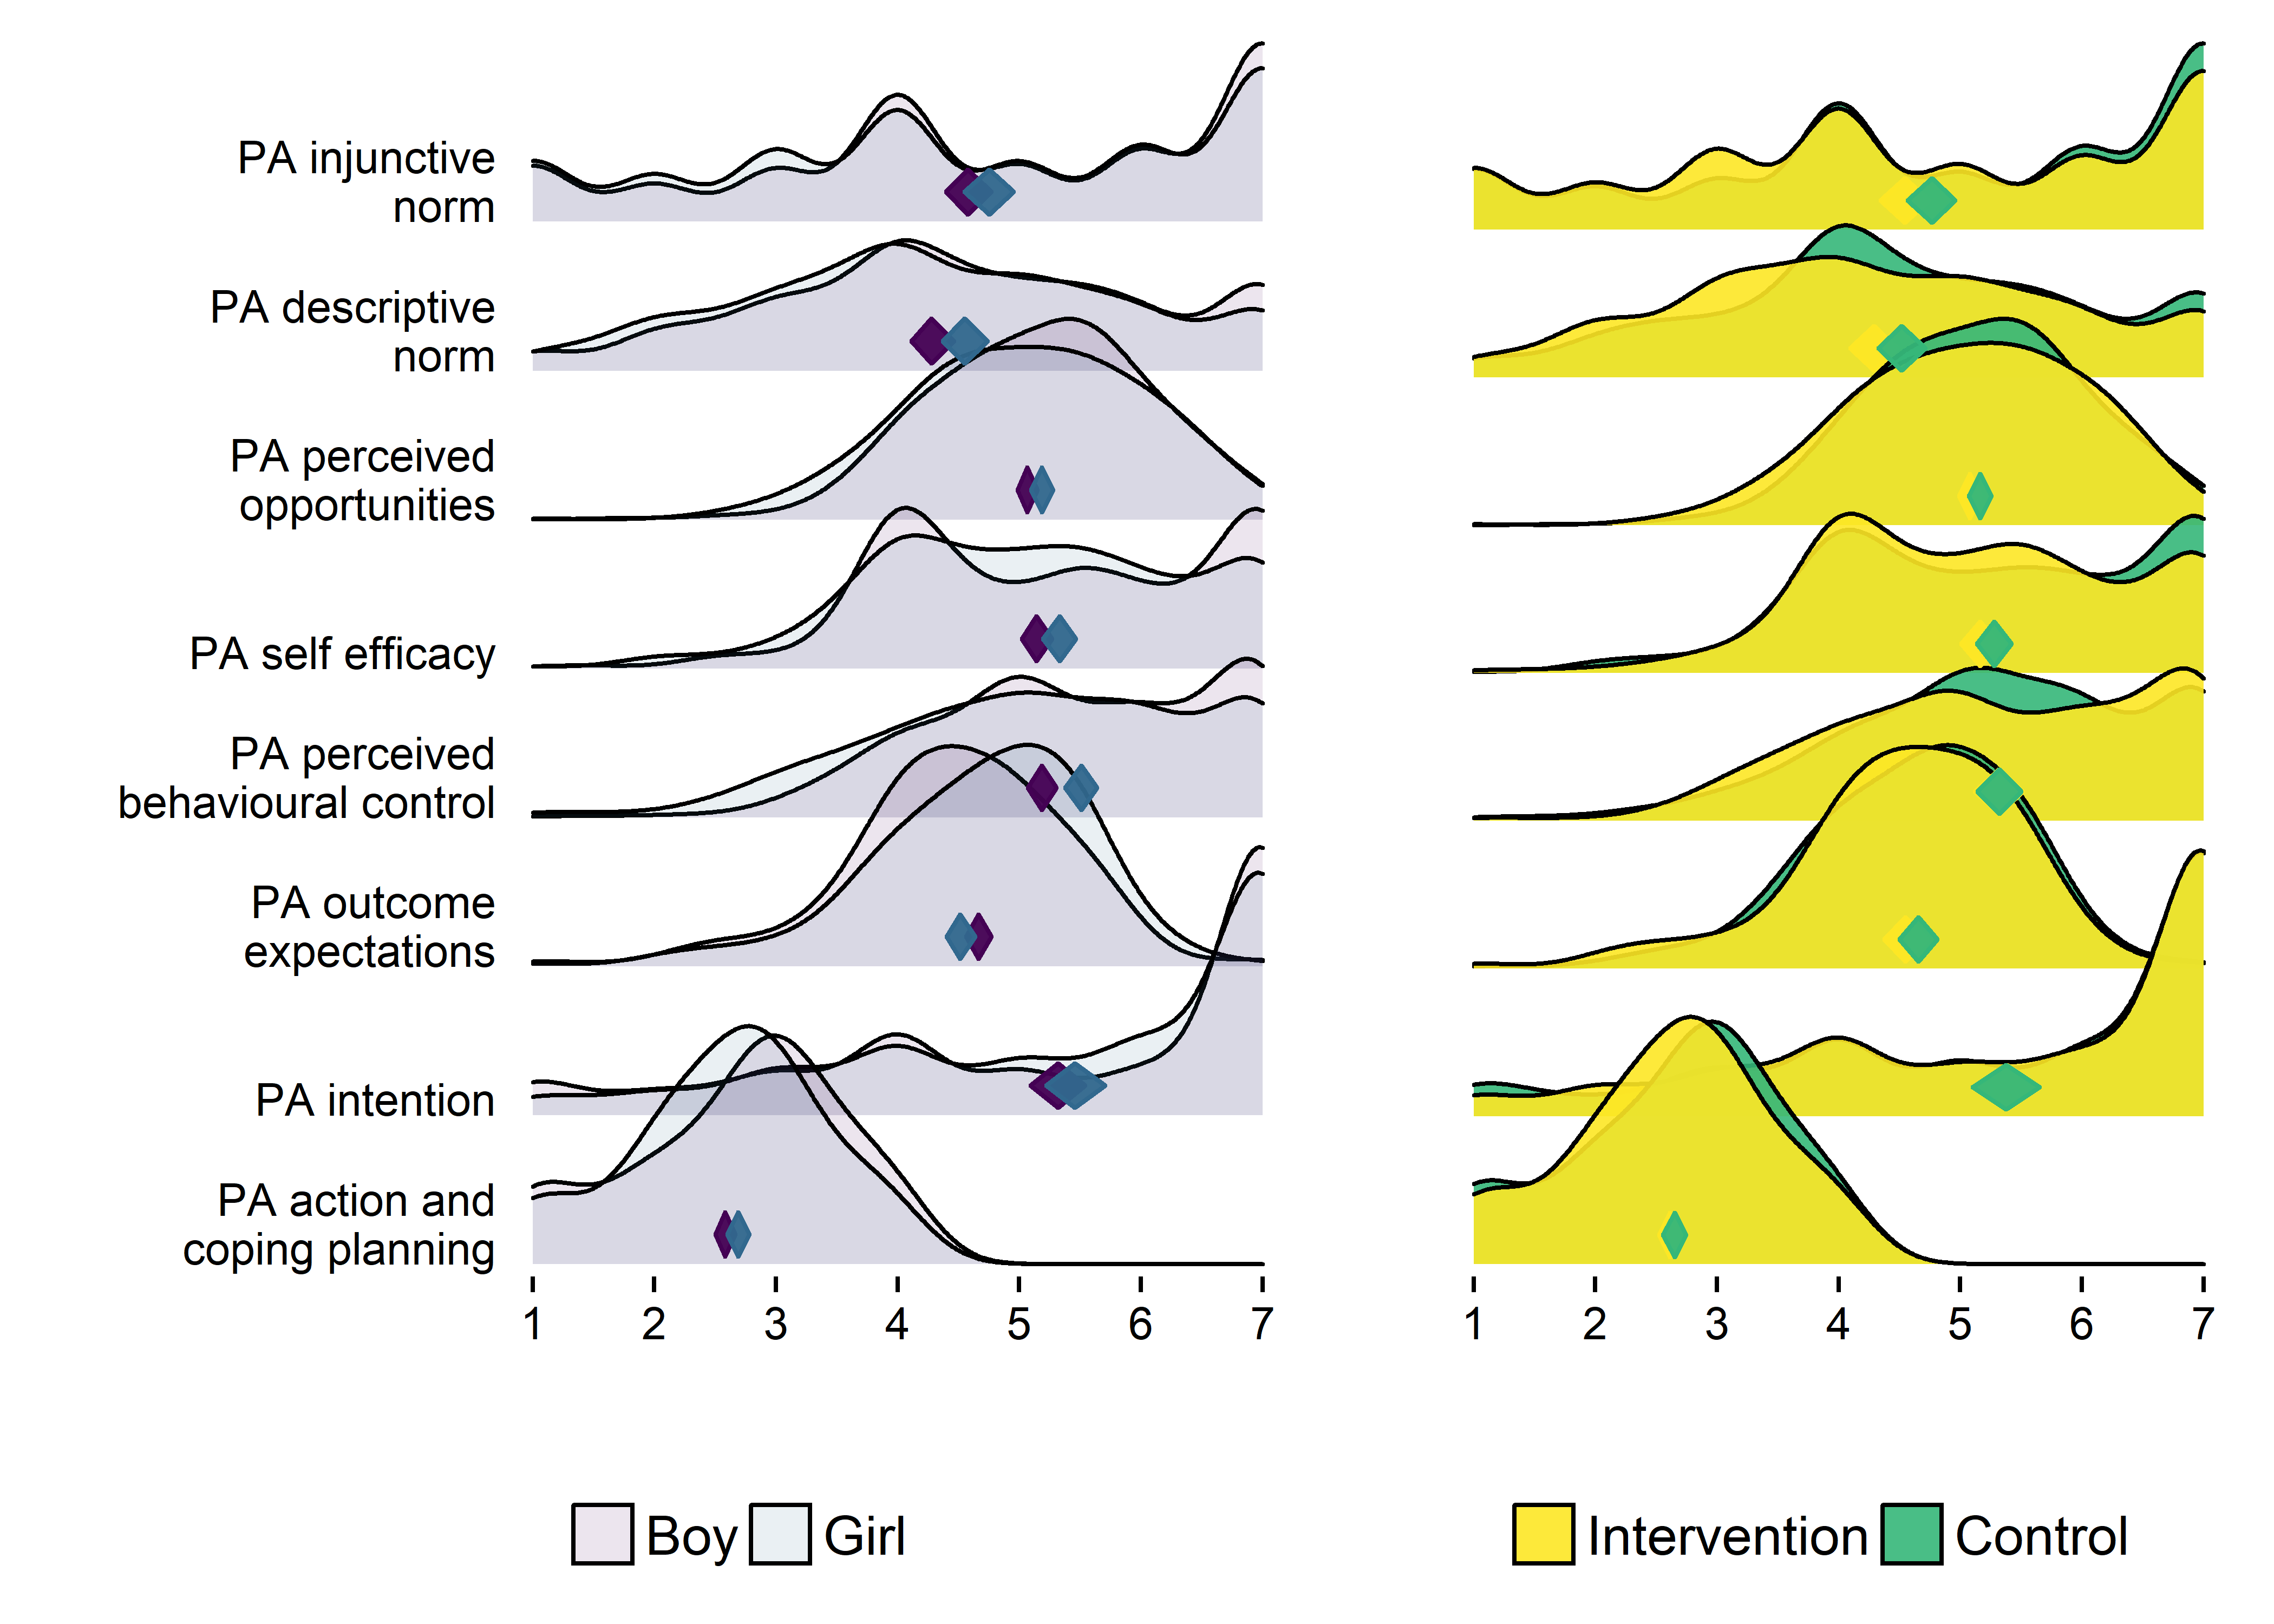 PA injunctive
norm
PA descriptive
norm
PA perceived
opportunities
PA self efficacy
PA perceived
behavioural control
PA outcome
expectations
PA intention
PA action and
coping planning
1 2 3 4 5 6 7
1 2 3 4 5 6 7
Boy Girl
Intervention Control